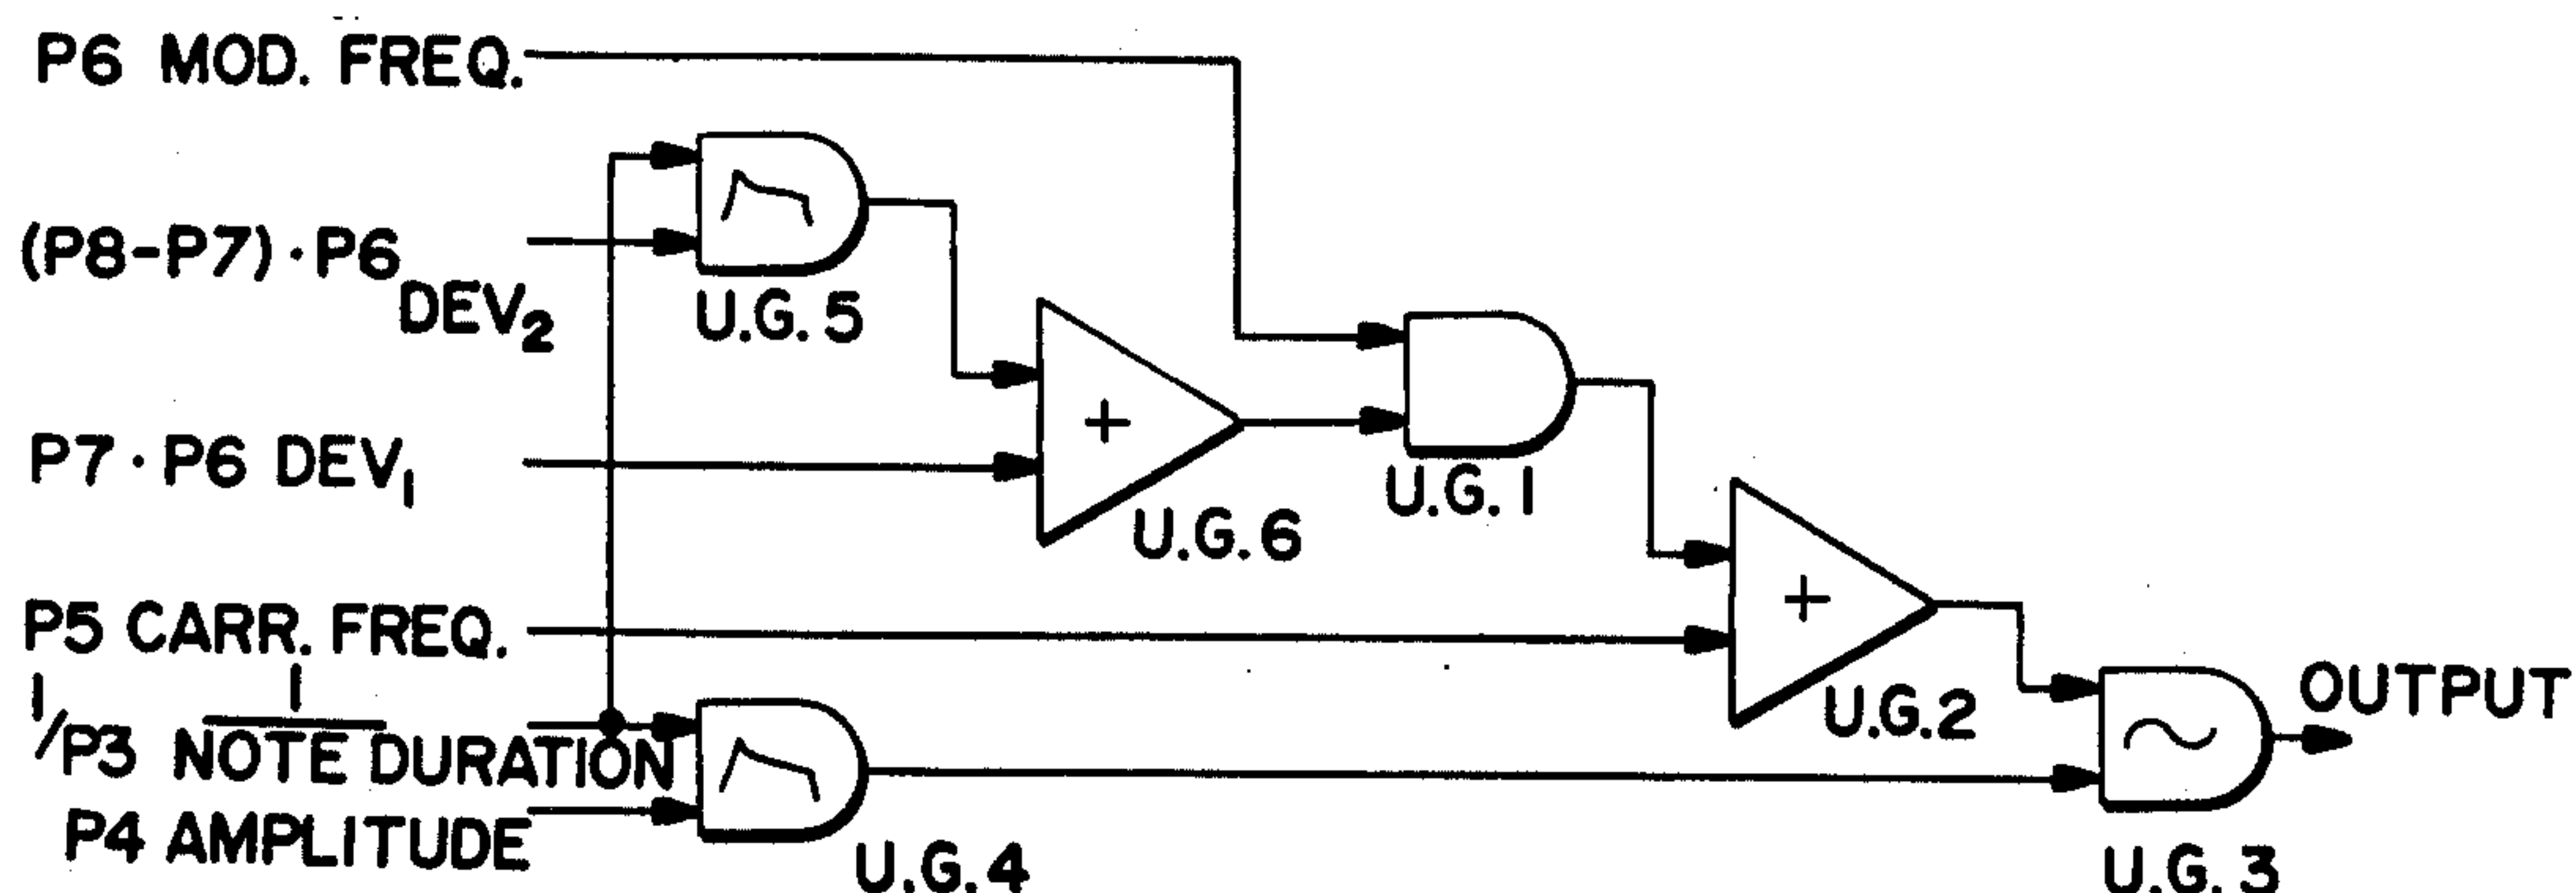 P6 MOD. FREQ.
(P8-P7)·P6
DEV₂
U.G. 5
P7·P6 DEV₁
+
U.G. 6
U.G. 1
P5 CARR. FREQ.
+
U.G. 2
1/P3 1
NOTE DURATION
P4 AMPLITUDE
U.G. 4
OUTPUT
U.G. 3